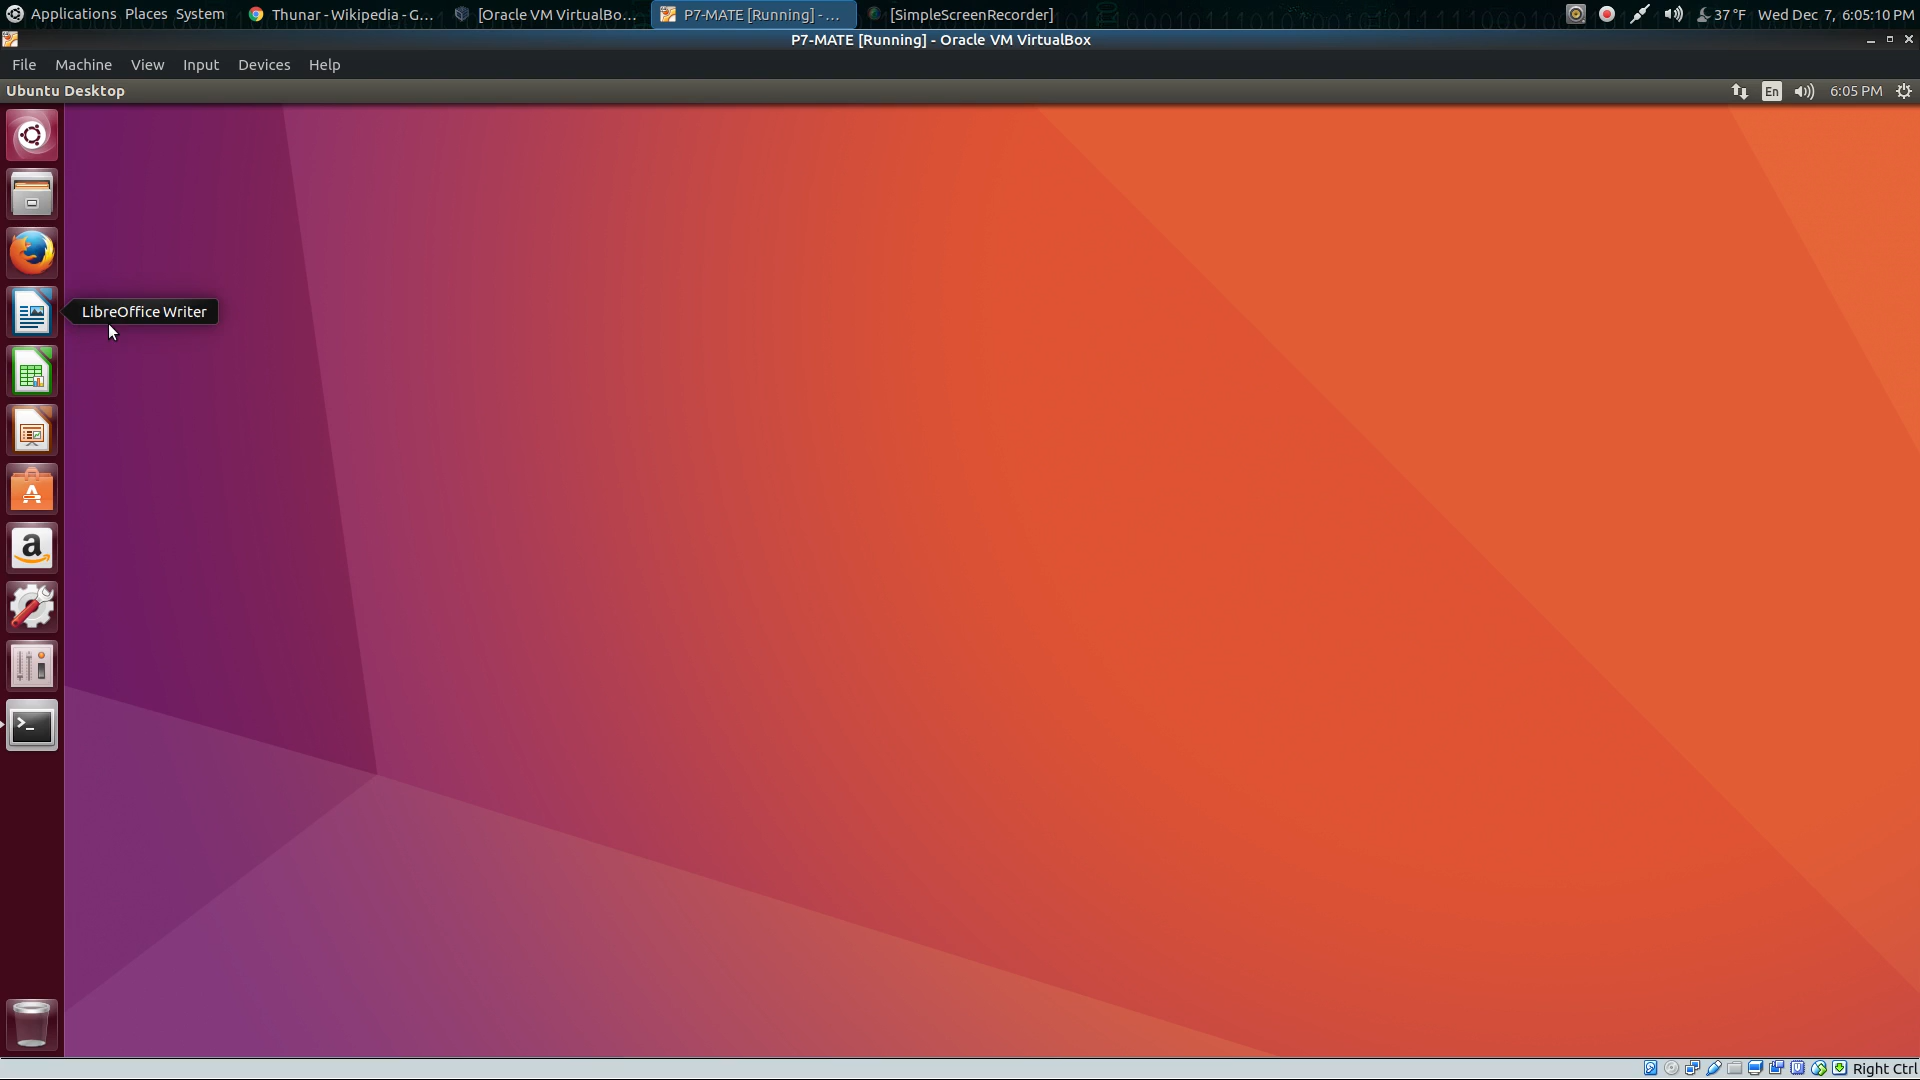 Applications Places System Thunar - Wikipedia - G... [Oracle VM VirtualBo... P7-MATE [Running] - ... [SimpleScreenRecorder] 37 °F Wed Dec 7, 6:05:10 PM
P7-MATE [Running] - Oracle VM VirtualBox
File Machine View Input Devices Help
Ubuntu Desktop En 6:05 PM
LibreOffice Writer
Right Ctrl